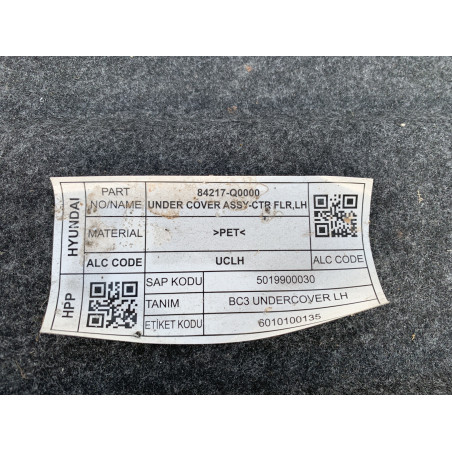 HYUNDAI
HPP
PART NO/NAME
84217-Q0000
UNDER COVER ASSY-CTR FLR,LH
MATERIAL
>PET<
ALC CODE
UCLH
ALC CODE
SAP KODU
5019900030
TANIM
BC3 UNDERCOVER LH
ETİKET KODU
6010100135